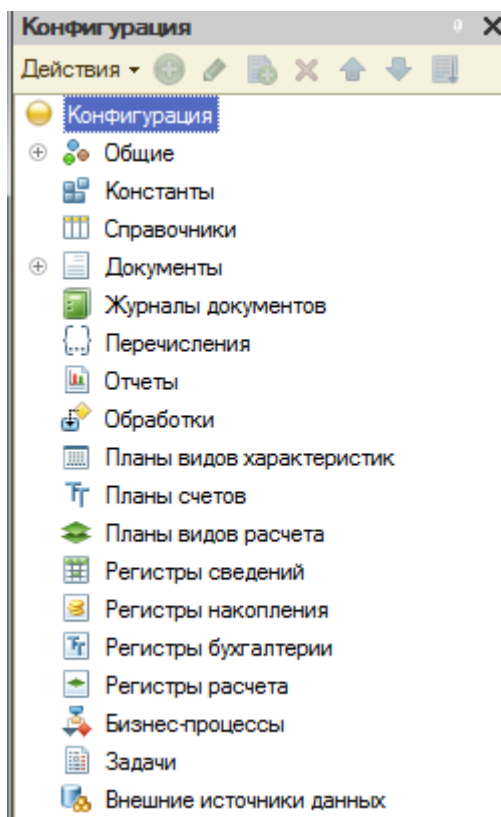 Конфигурация
Действия
Конфигурация
Общие
Константы
Справочники
Документы
Журналы документов
Перечисления
Отчеты
Обработки
Планы видов характеристик
Планы счетов
Планы видов расчета
Регистры сведений
Регистры накопления
Регистры бухгалтерии
Регистры расчета
Бизнес-процессы
Задачи
Внешние источники данных